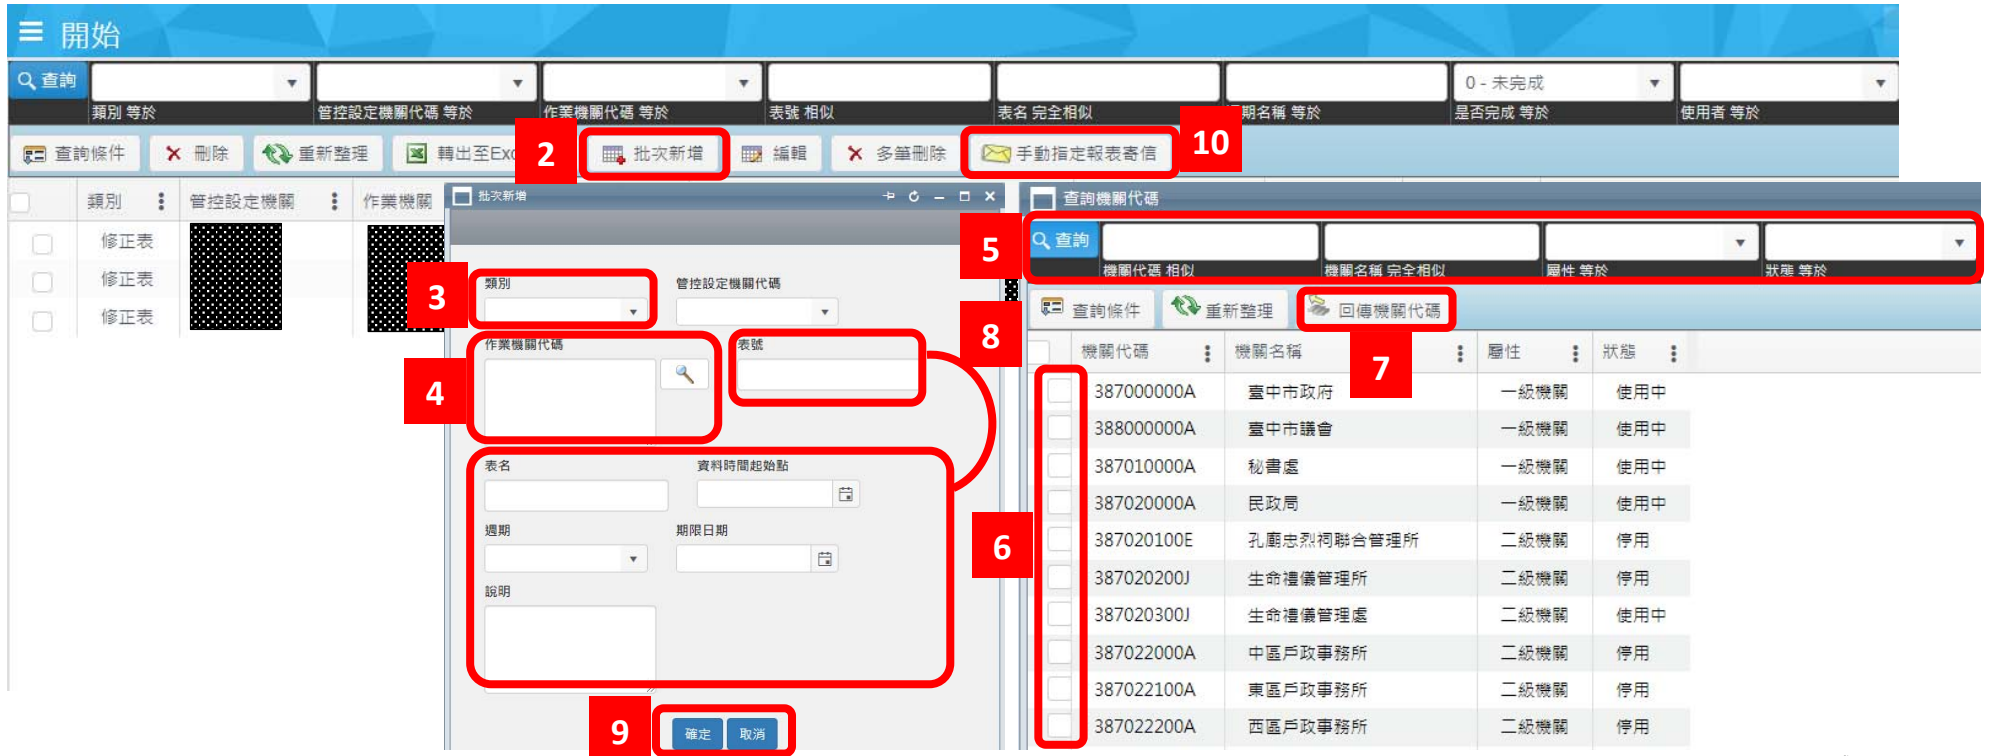 開始
查詢
0 - 未完成
類別 等於
管控設定機關代碼 等於
作業機關代碼 等於
表號 相似
表名 完全相似
期名稱 等於
是否完成 等於
使用者 等於
查詢條件
刪除
重新整理
轉出至Exc
2
批次新增
編輯
多筆刪除
手動指定報表寄信
10
類別
管控設定機關
作業機關
修正表
修正表
修正表
批次新增
3
類別
管控設定機關代碼
4
作業機關代碼
8
表號
表名
資料時間起始點
週期
期限日期
說明
9
確定
取消
查詢機關代碼
5
查詢
機關代碼 相似
機關名稱 完全相似
屬性 等於
狀態 等於
查詢條件
重新整理
回傳機關代碼
7
機關代碼
機關名稱
屬性
狀態
6
387000000A 臺中市政府 一級機關 使用中
388000000A 臺中市議會 一級機關 使用中
387010000A 秘書處 一級機關 使用中
387020000A 民政局 一級機關 使用中
387020100E 孔廟忠烈祠聯合管理所 二級機關 停用
387020200J 生命禮儀管理所 二級機關 停用
387020300J 生命禮儀管理處 二級機關 使用中
387022000A 中區戶政事務所 二級機關 停用
387022100A 東區戶政事務所 二級機關 停用
387022200A 西區戶政事務所 二級機關 停用